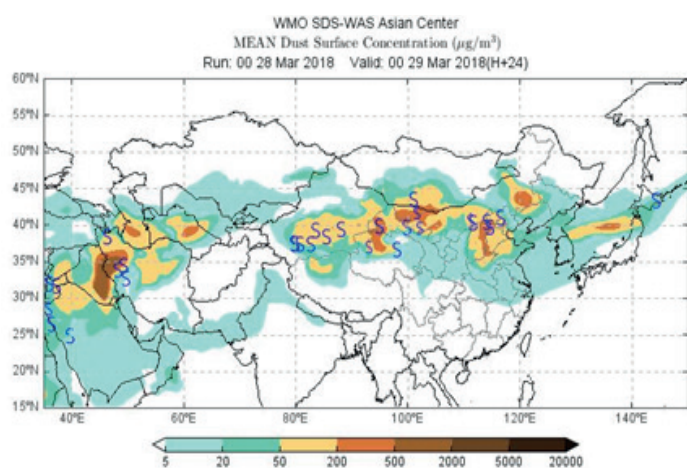 WMO SDS-WAS Asian Center
MEAN Dust Surface Concentration (μg/m³)
Run: 00 28 Mar 2018 Valid: 00 29 Mar 2018(H+24)
60°N
55°N
50°N
45°N
40°N
35°N
30°N
25°N
20°N
15°N
40°E 60°E 80°E 100°E 120°E 140°E
5 20 50 200 500 2000 5000 20000